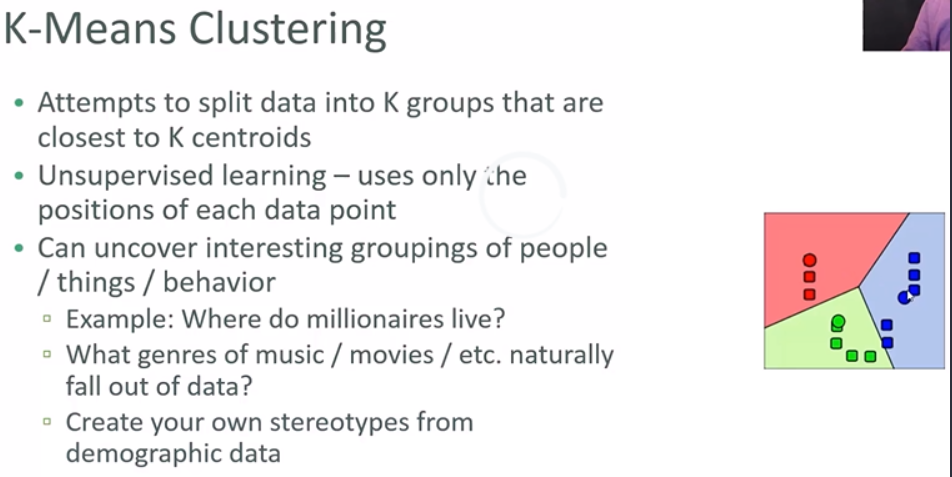 K-Means Clustering
• Attempts to split data into K groups that are
closest to K centroids
• Unsupervised learning – uses only the
positions of each data point
• Can uncover interesting groupings of people
/ things / behavior
▫ Example: Where do millionaires live?
▫ What genres of music / movies / etc. naturally
fall out of data?
▫ Create your own stereotypes from
demographic data